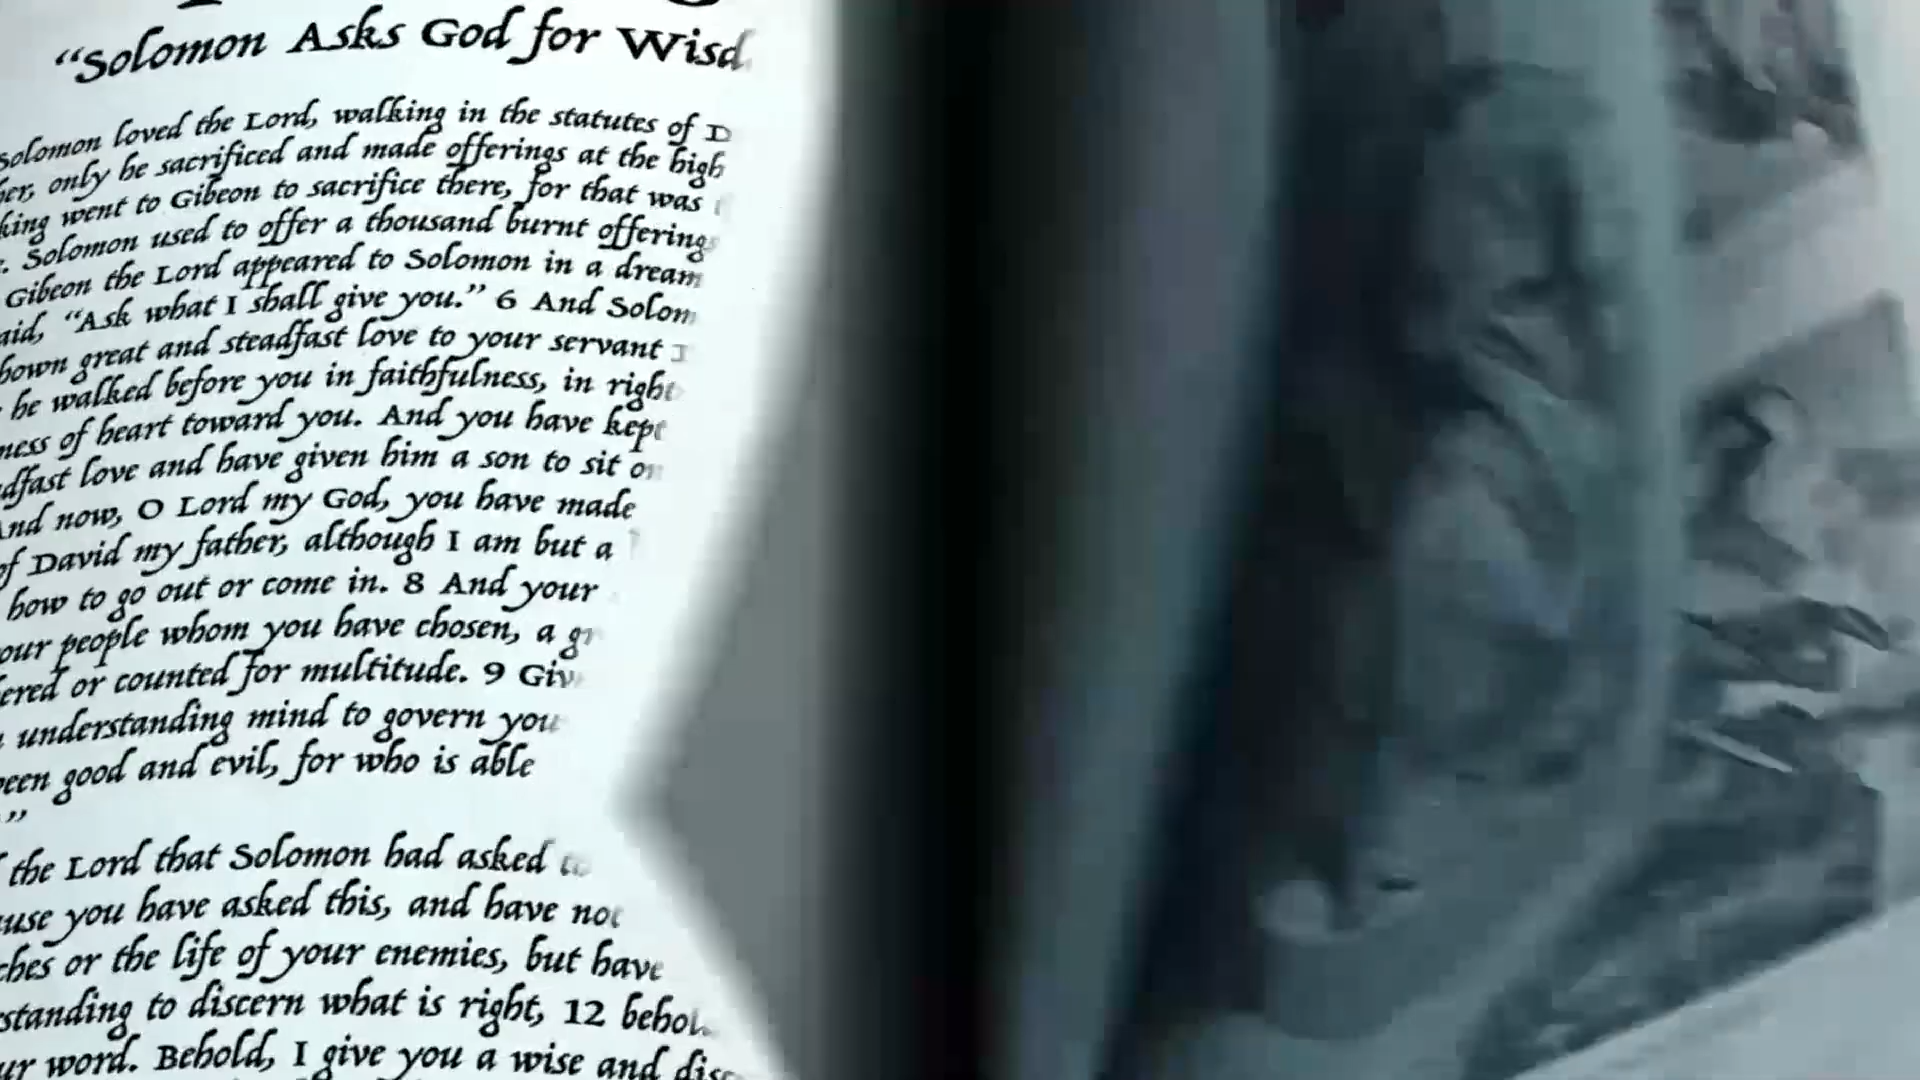 “Solomon Asks God for
Solomon loved the Lord, walking in the statutes of
only he sacrificed and made offerings at the high
king went to Gibeon to sacrifice there, for that was
Solomon used to offer a thousand burnt offerings
Gibeon the Lord appeared to Solomon in a dream
“Ask what I shall give you.” 6 And
great and steadfast love to your servant
he walked before you in faithfulness, in
of heart toward you. And you have kept
love and have given him a son to sit
And now, O Lord my God, you have made
of David my father, although I am but a
how to go out or come in. 8 And your
people whom you have chosen, a
or counted for multitude. 9
understanding mind to govern
good and evil, for who is able
”
the Lord that Solomon had asked
you have asked this, and have not
or the life of your enemies, but have
to discern what is right, 12
word. Behold, I give you a wise and